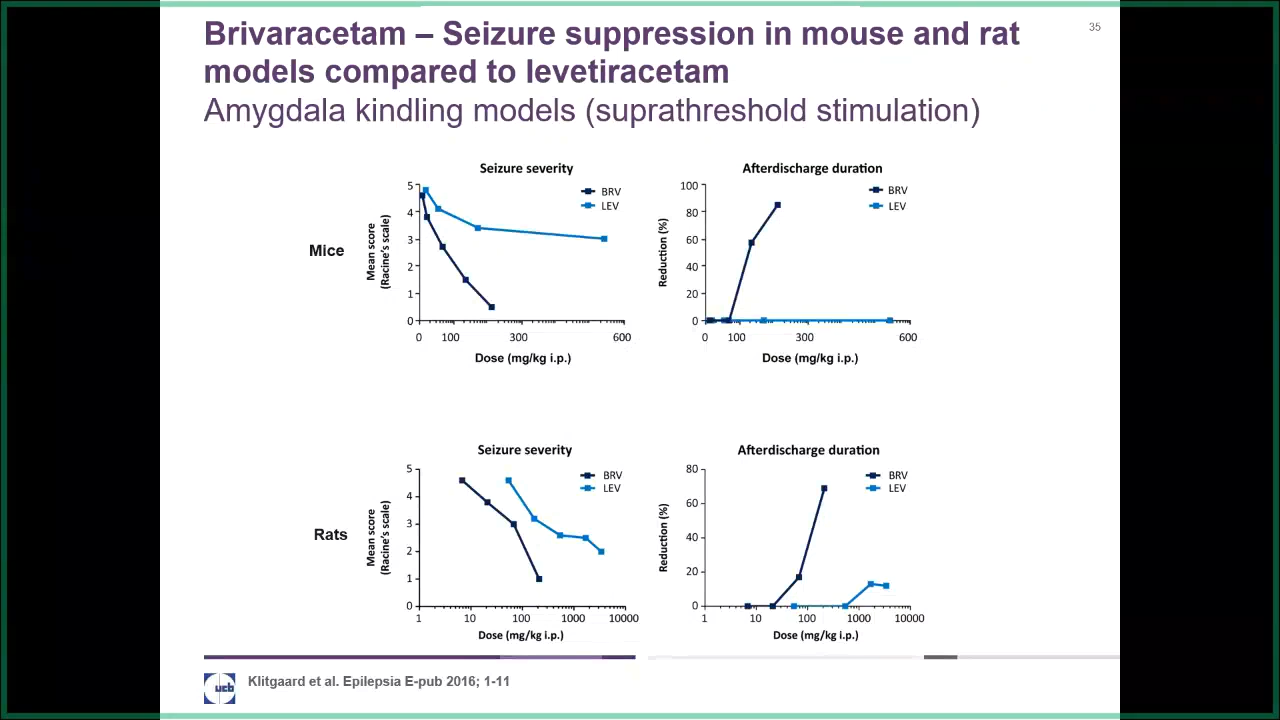 Brivaracetam – Seizure suppression in mouse and rat
models compared to levetiracetam
Amygdala kindling models (suprathreshold stimulation)
35
Mice
Seizure severity
Mean score
(Racine's scale)
5
4
3
2
1
0
BRV
LEV
0 100 300 600
Dose (mg/kg i.p.)
Afterdischarge duration
Reduction (%)
100
80
60
40
20
0
BRV
LEV
0 100 300 600
Dose (mg/kg i.p.)
Rats
Seizure severity
Mean score
(Racine's scale)
5
4
3
2
1
0
BRV
LEV
1 10 100 1000 10000
Dose (mg/kg i.p.)
Afterdischarge duration
Reduction (%)
80
60
40
20
0
BRV
LEV
1 10 100 1000 10000
Dose (mg/kg i.p.)
ucb
Klitgaard et al. Epilepsia E-pub 2016; 1-11